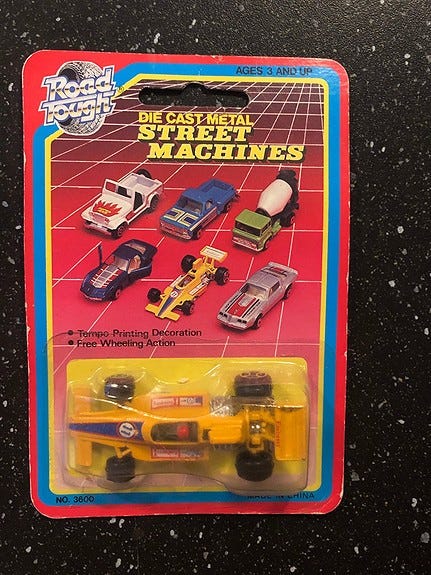 AGES 3 AND UP
Road
Tough
DIE CAST METAL
STREET
MACHINES
• Tempo Printing Decoration
• Free Wheeling Action
NO. 3600
MADE IN CHINA